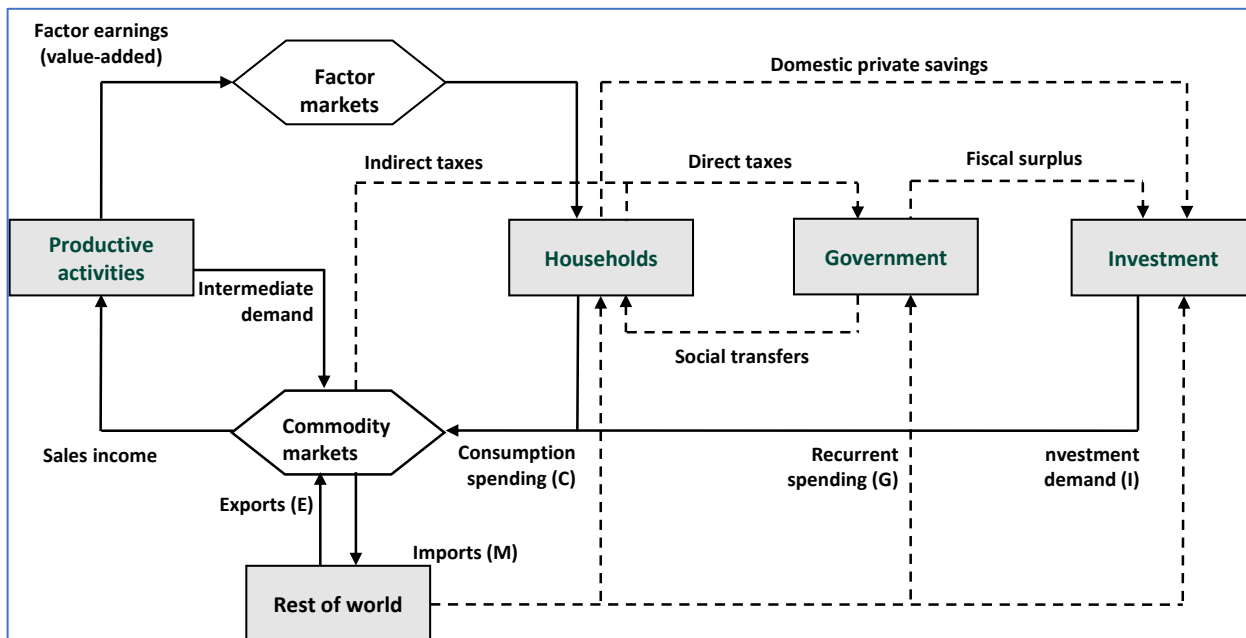 Factor earnings
(value-added)
Factor
markets
Domestic private savings
Indirect taxes
Direct taxes
Fiscal surplus
Productive
activities
Households
Government
Investment
Intermediate
demand
Social transfers
Commodity
markets
Sales income
Consumption
spending (C)
Recurrent
spending (G)
nvestment
demand (I)
Exports (E)
Imports (M)
Rest of world